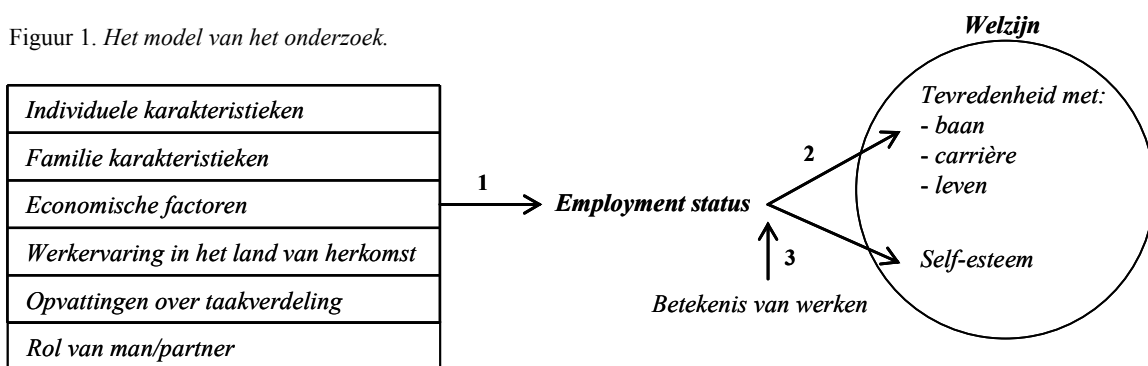 Figuur 1. Het model van het onderzoek.
Welzijn
Individuele karakteristieken
Familie karakteristieken
Economische factoren
Werkervaring in het land van herkomst
Opvattingen over taakverdeling
Rol van man/partner
1
Employment status
2
3
Betekenis van werken
Tevredenheid met:
- baan
- carrière
- leven
Self-esteem